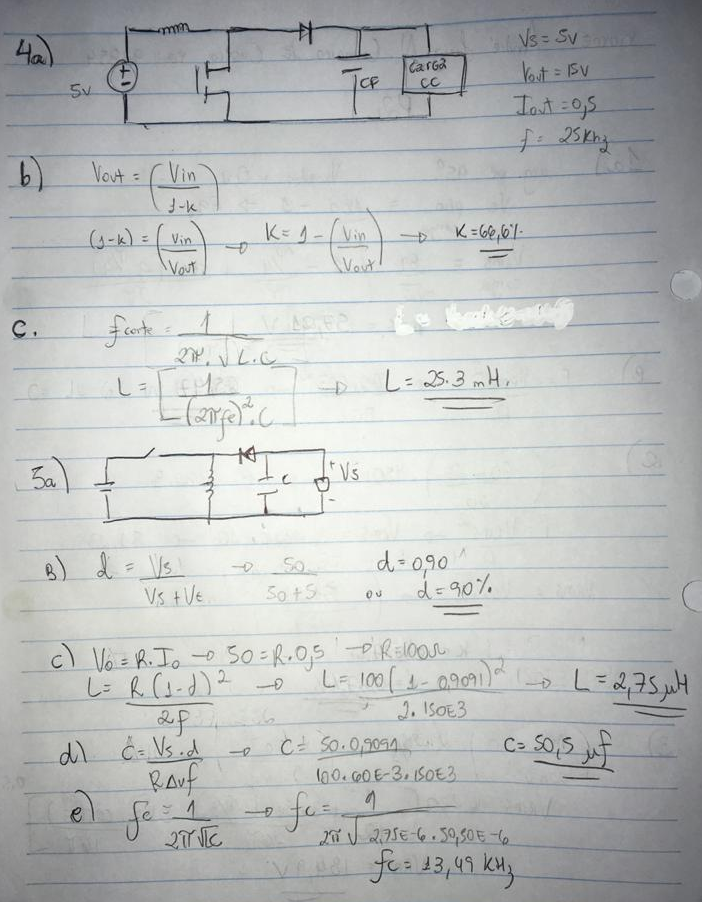 4a)
5v
CF
Carga
CC
Vs = 5v
Vout = 15v
Iout = 0,5
f = 25Khz
b) Vout = (Vin / 1-k)
(1-k) = (Vin / Vout) → K = 1 - (Vin / Vout) → K = 66,6%
c. fcorte = 1 / 2π.√L.C
L = [1 / (2πfc)².C] → L = 25.3 mH.
5a)
c
+ Vs
-
B) d = Vs / Vs + Ve → 50 / 50+5 d = 0,90
ou d = 90%
c) Vo = R.Io → 50 = R.0,5 → R=100Ω
L = R(1-d)² / 2f → L = 100(1-0,9091)² / 2.150E3 → L = 2,75μH
d) C = Vs.d / RΔvf → C = 50.0,9091 / 100.60E-3.150E3 C = 50,5 μf
e) fc = 1 / 2π√LC → fc = 1 / 2π√2,75E-6.50,50E-6
fc = 13,49 KHz